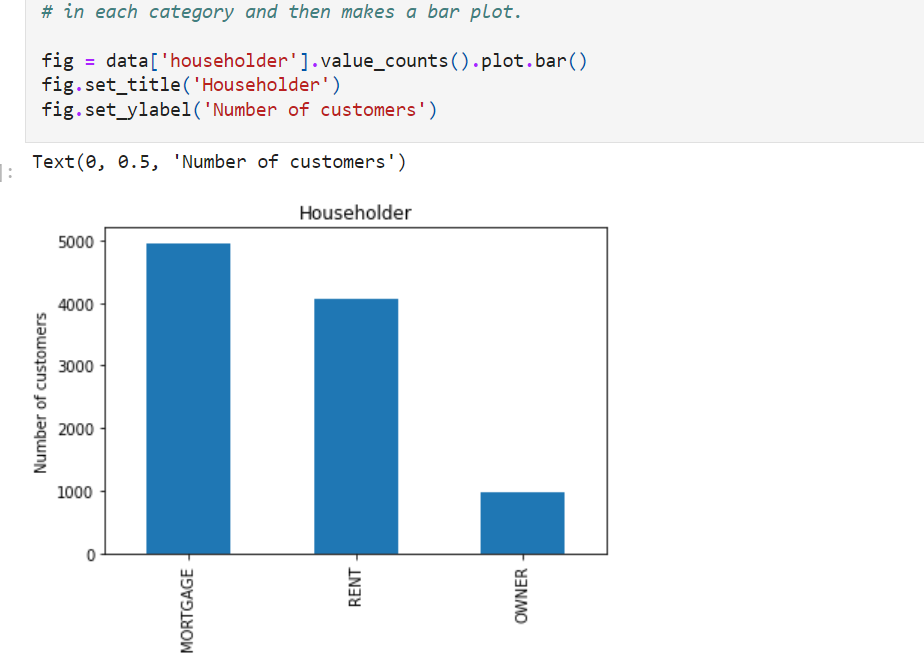 # in each category and then makes a bar plot.
fig = data['householder'].value_counts().plot.bar()
fig.set_title('Householder')
fig.set_ylabel('Number of customers')
]:
Text(0, 0.5, 'Number of customers')
Householder
Number of customers
5000
4000
3000
2000
1000
0
MORTGAGE
RENT
OWNER